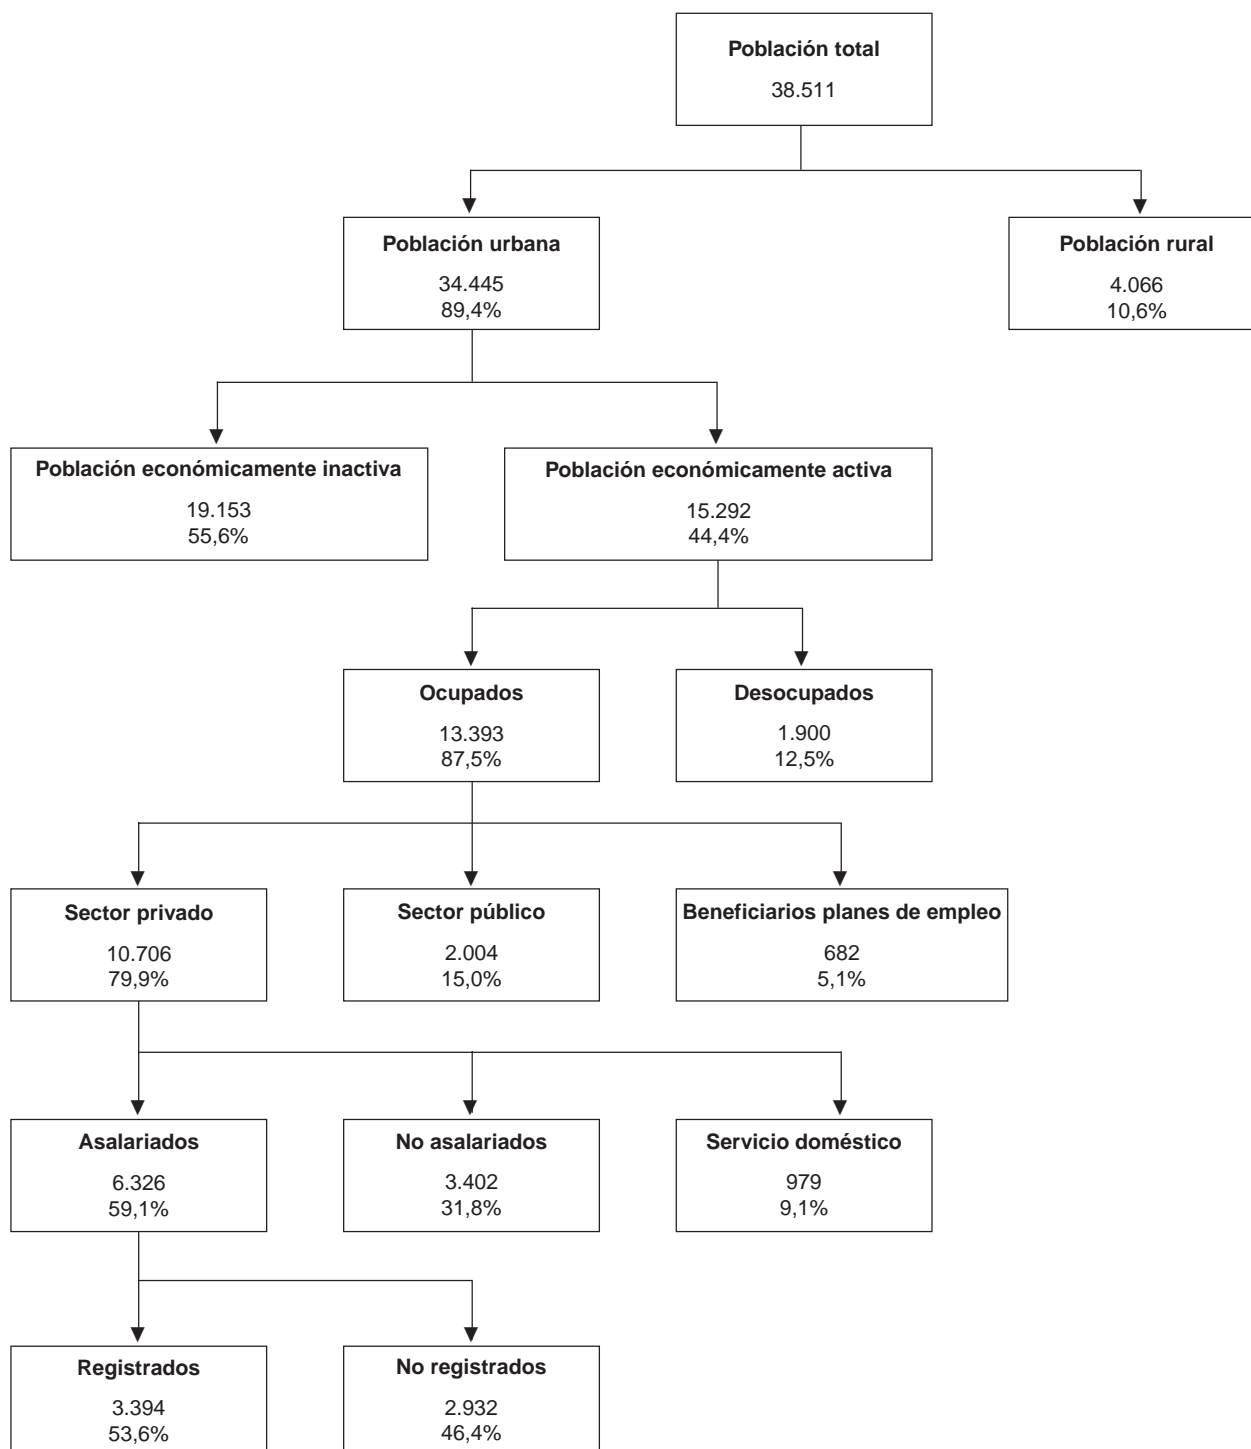 Población total
38.511
Población urbana
34.445
89,4%
Población rural
4.066
10,6%
Población económicamente inactiva
19.153
55,6%
Población económicamente activa
15.292
44,4%
Ocupados
13.393
87,5%
Desocupados
1.900
12,5%
Sector privado
10.706
79,9%
Sector público
2.004
15,0%
Beneficiarios planes de empleo
682
5,1%
Asalariados
6.326
59,1%
No asalariados
3.402
31,8%
Servicio doméstico
979
9,1%
Registrados
3.394
53,6%
No registrados
2.932
46,4%